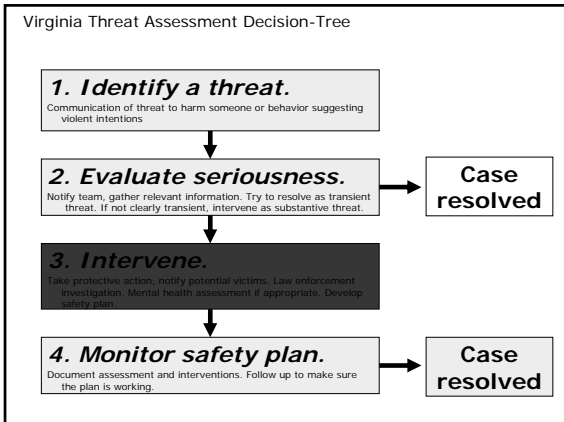 Virginia Threat Assessment Decision-Tree
1. Identify a threat.
Communication of threat to harm someone or behavior suggesting
violent intentions
2. Evaluate seriousness.
Notify team, gather relevant information. Try to resolve as transient
threat. If not clearly transient, intervene as substantive threat.
Case
resolved
3. Intervene.
Take protective action, notify potential victims. Law enforcement
investigation. Mental health assessment if appropriate. Develop
safety plan.
4. Monitor safety plan.
Document assessment and interventions. Follow up to make sure
the plan is working.
Case
resolved